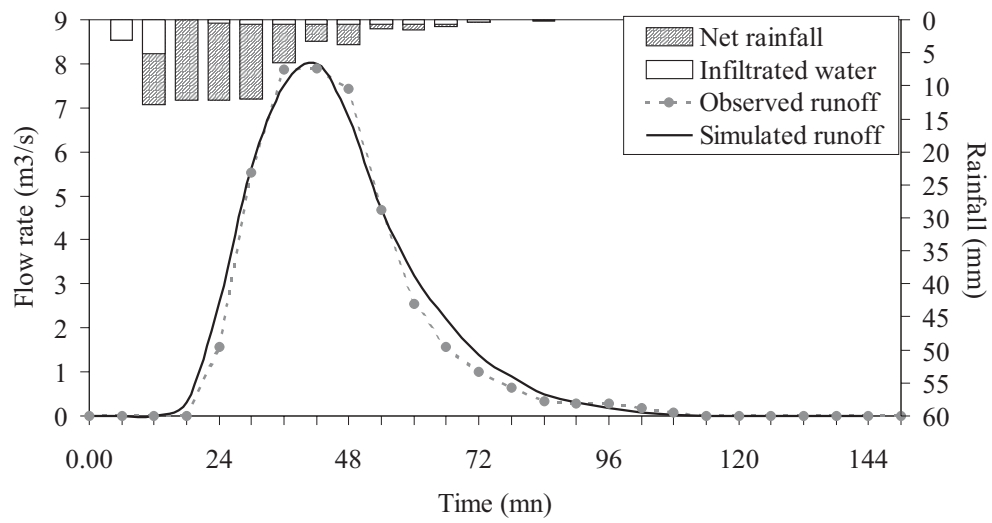 9
8
7
6
5
4
3
2
1
0
Flow rate (m3/s)
0
5
10
15
20
25
30
35
40
45
50
55
60
Rainfall (mm)
Net rainfall
Infiltrated water
Observed runoff
Simulated runoff
0.00 24 48 72 96 120 144
Time (mn)